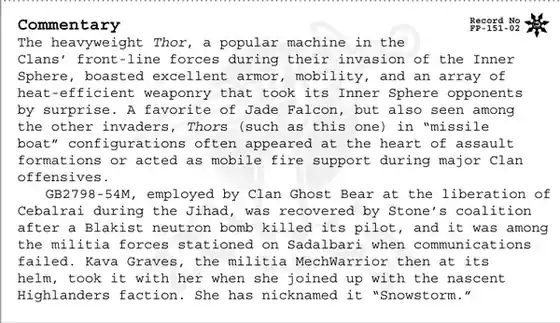 Commentary
Record No
FP-151-02
The heavyweight Thor, a popular machine in the
Clans’ front-line forces during their invasion of the Inner
Sphere, boasted excellent armor, mobility, and an array of
heat-efficient weaponry that took its Inner Sphere opponents
by surprise. A favorite of Jade Falcon, but also seen among
the other invaders, Thors (such as this one) in “missile
boat” configurations often appeared at the heart of assault
formations or acted as mobile fire support during major Clan
offensives.
GB2798-54M, employed by Clan Ghost Bear at the liberation of
Cebalrai during the Jihad, was recovered by Stone’s coalition
after a Blakist neutron bomb killed its pilot, and it was among
the militia forces stationed on Sadalbari when communications
failed. Kava Graves, the militia MechWarrior then at its
helm, took it with her when she joined up with the nascent
Highlanders faction. She has nicknamed it “Snowstorm.”